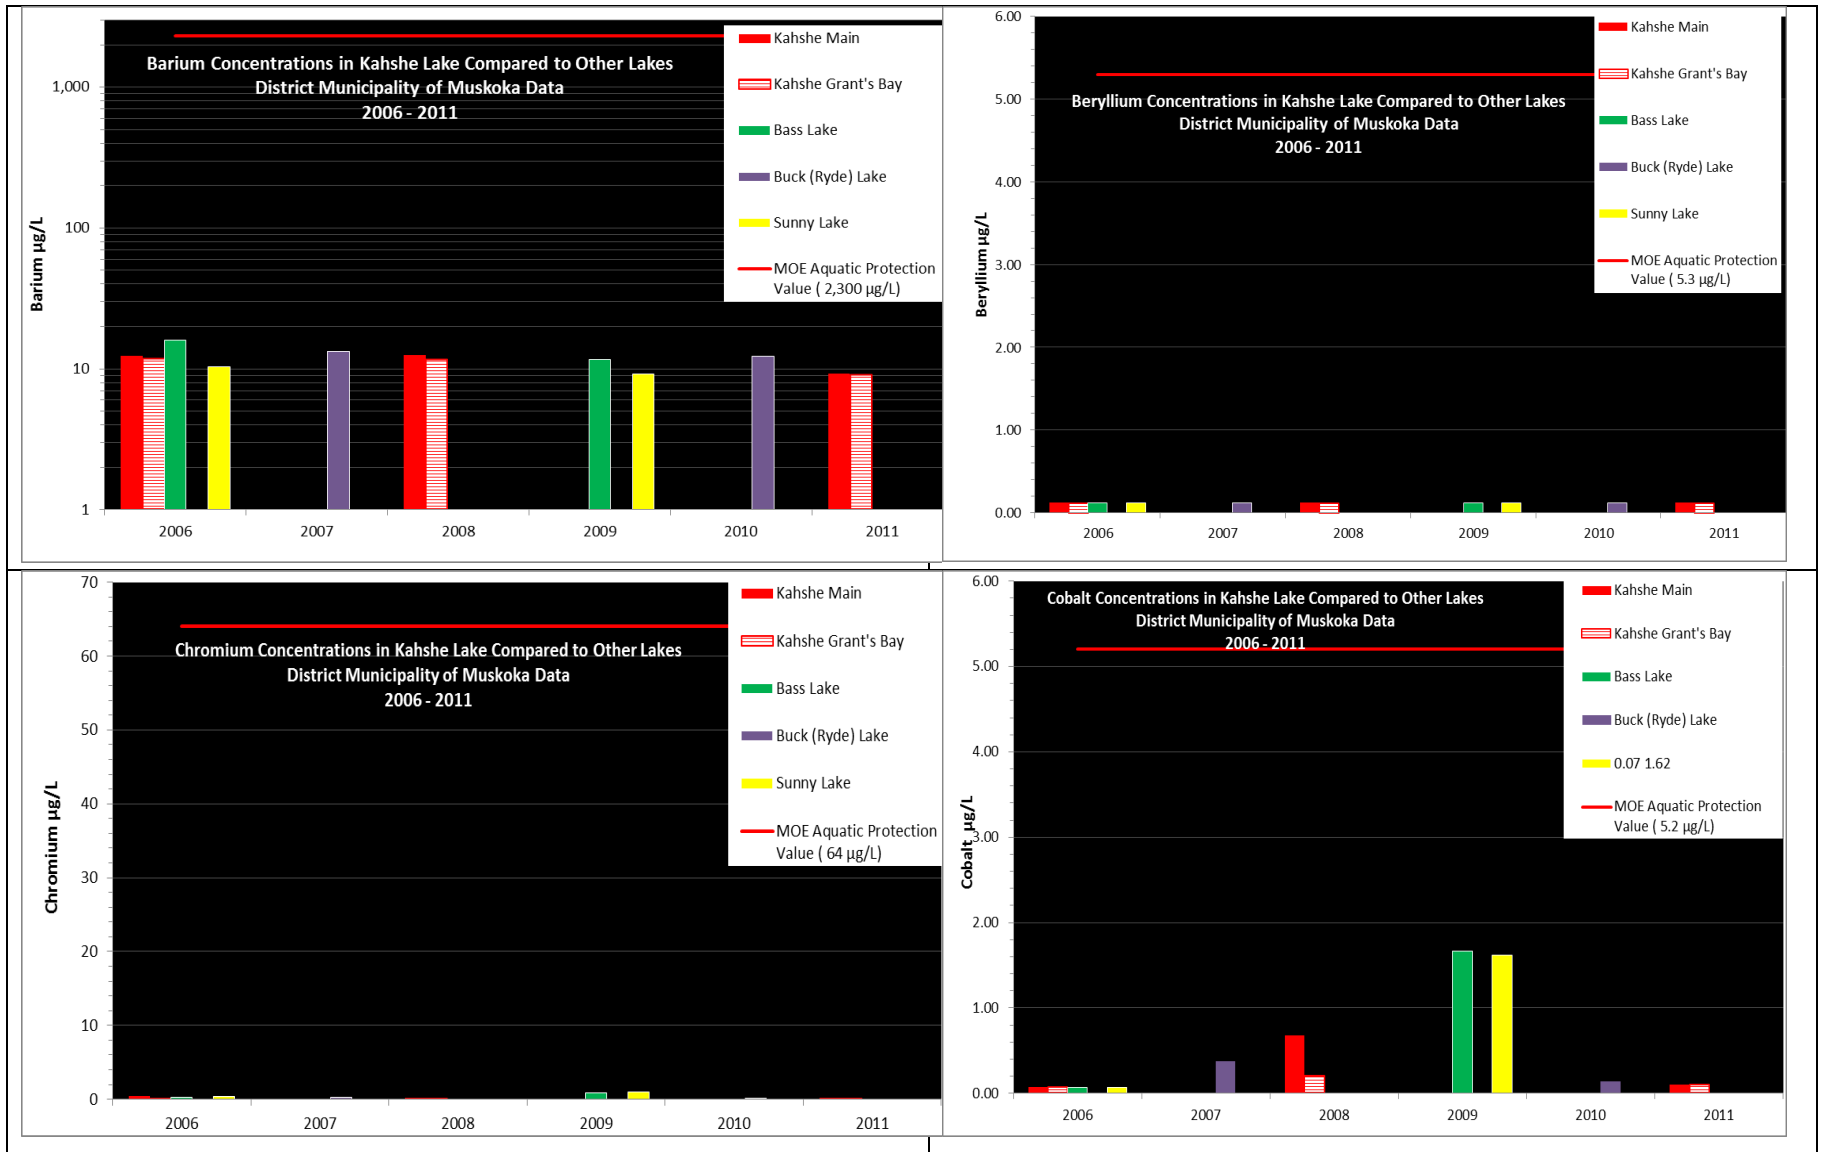 Barium Concentrations in Kahshe Lake Compared to Other Lakes
District Municipality of Muskoka Data
2006 - 2011
Barium µg/L
1,000
100
10
1
2006
2007
2008
2009
2010
2011
Kahshe Main
Kahshe Grant's Bay
Bass Lake
Buck (Ryde) Lake
Sunny Lake
MOE Aquatic Protection
Value ( 2,300 µg/L)
Beryllium Concentrations in Kahshe Lake Compared to Other Lakes
District Municipality of Muskoka Data
2006 - 2011
Beryllium µg/L
6.00
5.00
4.00
3.00
2.00
1.00
0.00
2006
2007
2008
2009
2010
2011
Kahshe Main
Kahshe Grant's Bay
Bass Lake
Buck (Ryde) Lake
Sunny Lake
MOE Aquatic Protection
Value ( 5.3 µg/L)
Chromium Concentrations in Kahshe Lake Compared to Other Lakes
District Municipality of Muskoka Data
2006 - 2011
Chromium µg/L
70
60
50
40
30
20
10
0
2006
2007
2008
2009
2010
2011
Kahshe Main
Kahshe Grant's Bay
Bass Lake
Buck (Ryde) Lake
Sunny Lake
MOE Aquatic Protection
Value ( 64 µg/L)
Cobalt Concentrations in Kahshe Lake Compared to Other Lakes
District Municipality of Muskoka Data
2006 - 2011
Cobalt µg/L
6.00
5.00
4.00
3.00
2.00
1.00
0.00
2006
2007
2008
2009
2010
2011
Kahshe Main
Kahshe Grant's Bay
Bass Lake
Buck (Ryde) Lake
0.07 1.62
MOE Aquatic Protection
Value ( 5.2 µg/L)